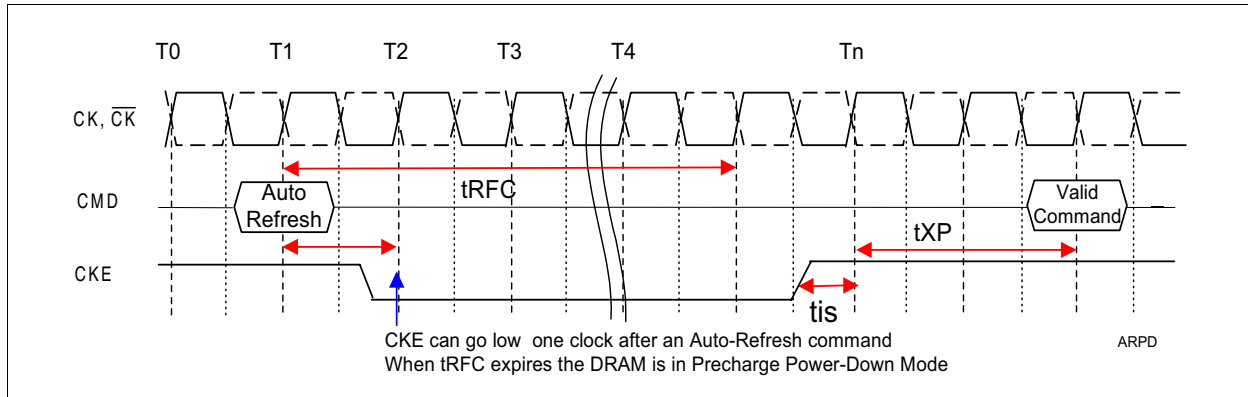 T0 T1 T2 T3 T4 Tn
CK, CK
tRFC
CMD
Auto
Refresh
Valid
Command
tXP
CKE
tis
CKE can go low one clock after an Auto-Refresh command
When tRFC expires the DRAM is in Precharge Power-Down Mode
ARPD